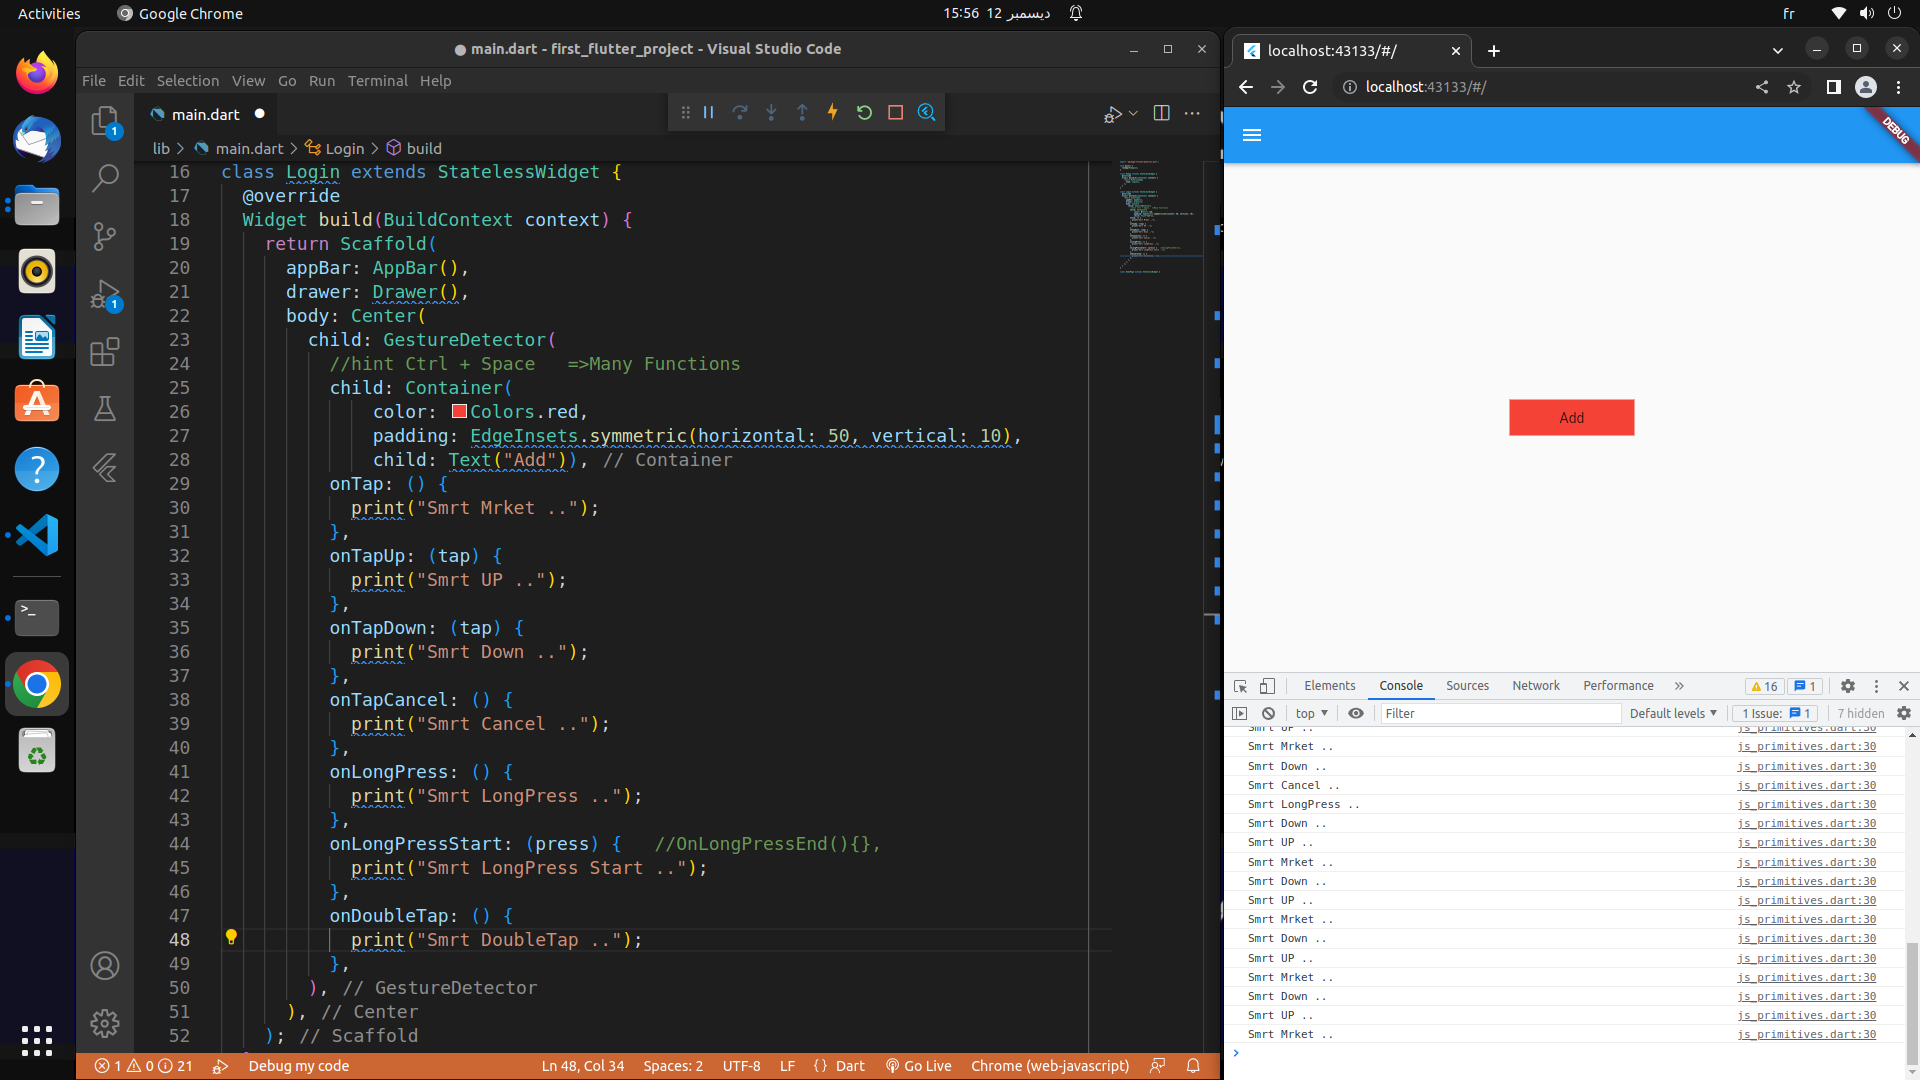 Activities
Google Chrome
15:56 12 ديسمبر
fr
main.dart - first_flutter_project - Visual Studio Code
File Edit Selection View Go Run Terminal Help
main.dart
lib > main.dart > Login > build
16 class Login extends StatelessWidget {
17 @override
18 Widget build(BuildContext context) {
19 return Scaffold(
20 appBar: AppBar(),
21 drawer: Drawer(),
22 body: Center(
23 child: GestureDetector(
24 //hint Ctrl + Space =>Many Functions
25 child: Container(
26 color: Colors.red,
27 padding: EdgeInsets.symmetric(horizontal: 50, vertical: 10),
28 child: Text("Add")), // Container
29 onTap: () {
30 print("Smrt Mrket ..");
31 },
32 onTapUp: (tap) {
33 print("Smrt UP ..");
34 },
35 onTapDown: (tap) {
36 print("Smrt Down ..");
37 },
38 onTapCancel: () {
39 print("Smrt Cancel ..");
40 },
41 onLongPress: () {
42 print("Smrt LongPress ..");
43 },
44 onLongPressStart: (press) { //OnLongPressEnd(){},
45 print("Smrt LongPress Start ..");
46 },
47 onDoubleTap: () {
48 print("Smrt DoubleTap ..");
49 },
50 ), // GestureDetector
51 ), // Center
52 ); // Scaffold
1 0 21 Debug my code Ln 48, Col 34 Spaces: 2 UTF-8 LF {} Dart Go Live Chrome (web-javascript)
1
1
localhost:43133/#/
localhost:43133/#/
DEBUG
Add
Elements Console Sources Network Performance » 16 1
top Filter Default levels 1 Issue: 1 7 hidden
Smrt UP .. js_primitives.dart:30
Smrt Mrket .. js_primitives.dart:30
Smrt Down .. js_primitives.dart:30
Smrt Cancel .. js_primitives.dart:30
Smrt LongPress .. js_primitives.dart:30
Smrt Down .. js_primitives.dart:30
Smrt UP .. js_primitives.dart:30
Smrt Mrket .. js_primitives.dart:30
Smrt Down .. js_primitives.dart:30
Smrt UP .. js_primitives.dart:30
Smrt Mrket .. js_primitives.dart:30
Smrt Down .. js_primitives.dart:30
Smrt UP .. js_primitives.dart:30
Smrt Mrket .. js_primitives.dart:30
Smrt Down .. js_primitives.dart:30
Smrt UP .. js_primitives.dart:30
Smrt Mrket .. js_primitives.dart:30